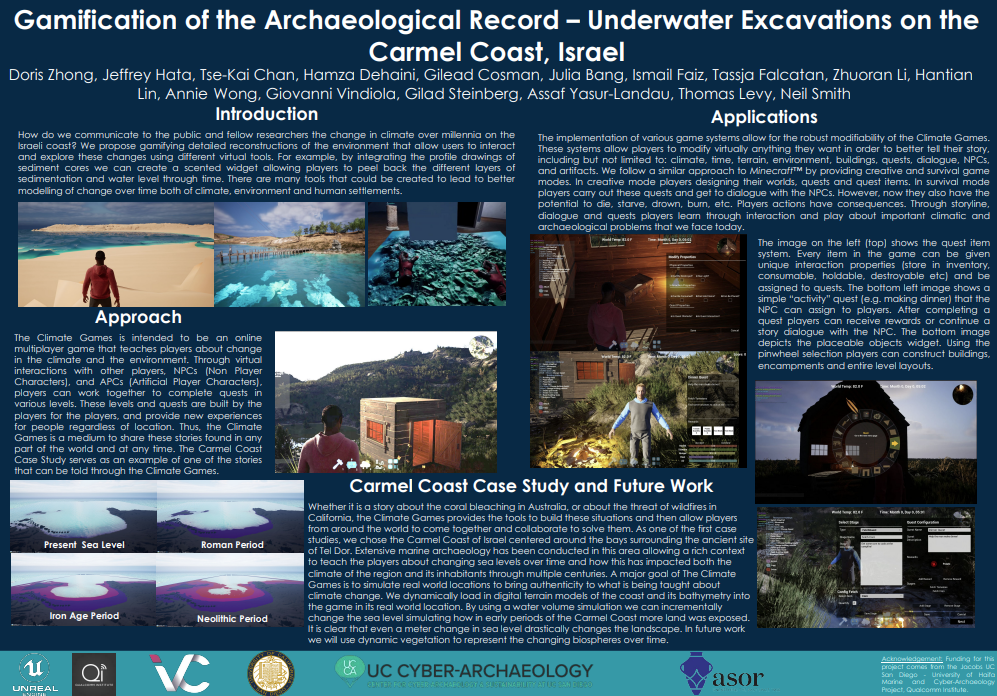 Gamification of the Archaeological Record – Underwater Excavations on the
Carmel Coast, Israel
Doris Zhong, Jeffrey Hata, Tse-Kai Chan, Hamza Dehaini, Gilead Cosman, Julia Bang, Ismail Faiz, Tassja Falcatan, Zhuoran Li, Hantian
Lin, Annie Wong, Giovanni Vindiola, Gilad Steinberg, Assaf Yasur-Landau, Thomas Levy, Neil Smith
Introduction
How do we communicate to the public and fellow researchers the change in climate over millennia on the
Israeli coast? We propose gamifying detailed reconstructions of the environment that allow users to interact
and explore these changes using different virtual tools. For example, by integrating the profile drawings of
sediment cores we can create a scented widget allowing players to peel back the different layers of
sedimentation and water level through time. There are many tools that could be created to lead to better
modelling of change over time both of climate, environment and human settlements.
Approach
The Climate Games is intended to be an online
multiplayer game that teaches players about change
in the climate and the environment. Through virtual
interactions with other players, NPCs (Non Player
Characters), and APCs (Artificial Player Characters),
players can work together to complete quests in
various levels. These levels and quests are built by the
players for the players, and provide new experiences
for people regardless of location. Thus, the Climate
Games is a medium to share these stories found in any
part of the world and at any time. The Carmel Coast
Case Study serves as an example of one of the stories
that can be told through the Climate Games.
Present Sea Level
Roman Period
Iron Age Period
Neolithic Period
Applications
The implementation of various game systems allow for the robust modifiability of the Climate Games.
These systems allow players to modify virtually anything they want in order to better tell their story,
including but not limited to: climate, time, terrain, environment, buildings, quests, dialogue, NPCs,
and artifacts. We follow a similar approach to Minecraft™ by providing creative and survival game
modes. In creative mode players designing their worlds, quests and quest items. In survival mode
players carry out these quests and get to dialogue with the NPCs. However, now they also have the
potential to die, starve, drown, burn, etc. Players actions have consequences. Through storyline,
dialogue and quests players learn through interaction and play about important climatic and
archaeological problems that we face today.
Modify Properties
The image on the left (top) shows the quest item
system. Every item in the game can be given
unique interaction properties (store in inventory,
consumable, holdable, destroyable etc) and be
assigned to quests. The bottom left image shows a
simple “activity” quest (e.g. making dinner) that the
NPC can assign to players. After completing a
quest players can receive rewards or continue a
story dialogue with the NPC. The bottom image
depicts the placeable objects widget. Using the
pinwheel selection players can construct buildings,
encampments and entire level layouts.
Select Stage
Quest Configuration
Carmel Coast Case Study and Future Work
Whether it is a story about the coral bleaching in Australia, or about the threat of wildfires in
California, the Climate Games provides the tools to build these situations and then allow players
from around the world to come together and collaborate to solve them. As one of the first case
studies, we chose the Carmel Coast of Israel centered around the bays surrounding the ancient site
of Tel Dor. Extensive marine archaeology has been conducted in this area allowing a rich context
to teach the players about changing sea levels over time and how this has impacted both the
climate of the region and its inhabitants through multiple centuries. A major goal of The Climate
Games is to simulate real world locations to bring authenticity to what is being taught about
climate change. We dynamically load in digital terrain models of the coast and its bathymetry into
the game in its real world location. By using a water volume simulation we can incrementally
change the sea level simulating how in early periods of the Carmel Coast more land was exposed.
It is clear that even a meter change in sea level drastically changes the landscape. In future work
we will use dynamic vegetation to represent the changing biospheres over time.
UNREAL
ENGINE
Qi
VC
UC
CA
UC CYBER-ARCHAEOLOGY
asor
Acknowledgement: Funding for this
project comes from the Jacobs UC
San Diego - University of Haifa
Marine and Cyber-Archaeology
Project, Qualcomm Institute.